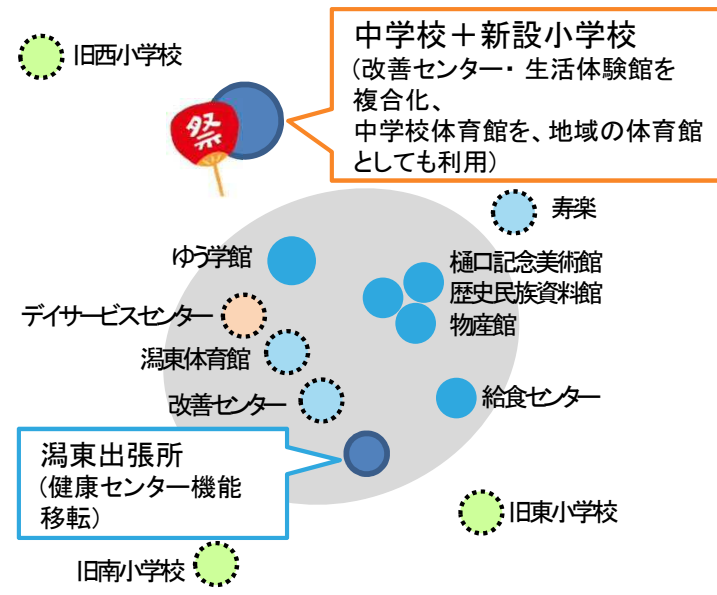 旧西小学校
中学校＋新設小学校
(改善センター・ 生活体験館を
複合化、
中学校体育館を、地域の体育館
としても利用)
祭
寿楽
ゆう学館
樋口記念美術館
歴史民族資料館
物産館
デイサービスセンター
潟東体育館
改善センター
給食センター
潟東出張所
(健康センター機能
移転)
旧東小学校
旧南小学校